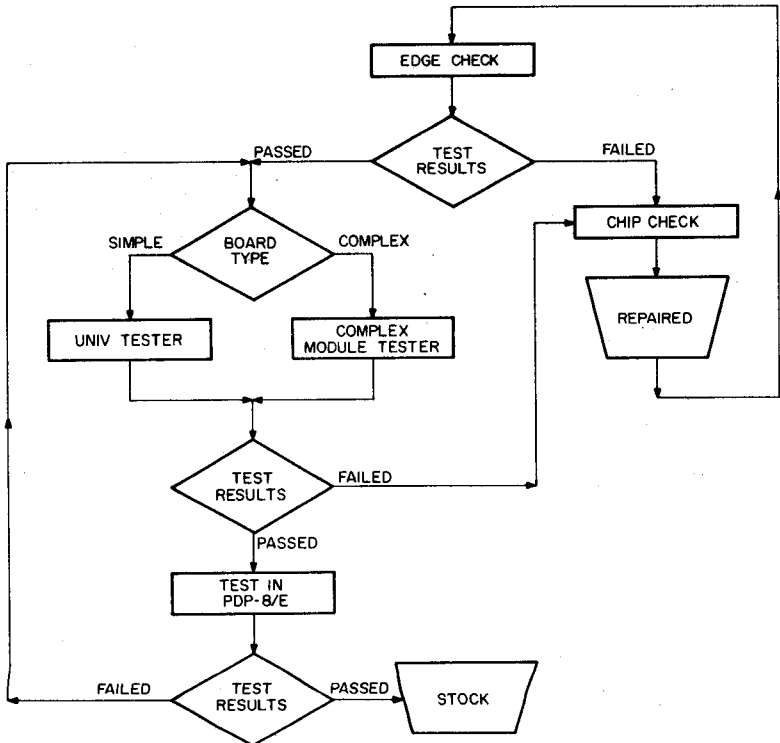 EDGE CHECK
TEST
RESULTS
PASSED
FAILED
CHIP CHECK
SIMPLE
BOARD
TYPE
COMPLEX
REPAIRED
UNIV TESTER
COMPLEX
MODULE TESTER
TEST
RESULTS
FAILED
PASSED
TEST IN
PDP-8/E
FAILED
TEST
RESULTS
PASSED
STOCK